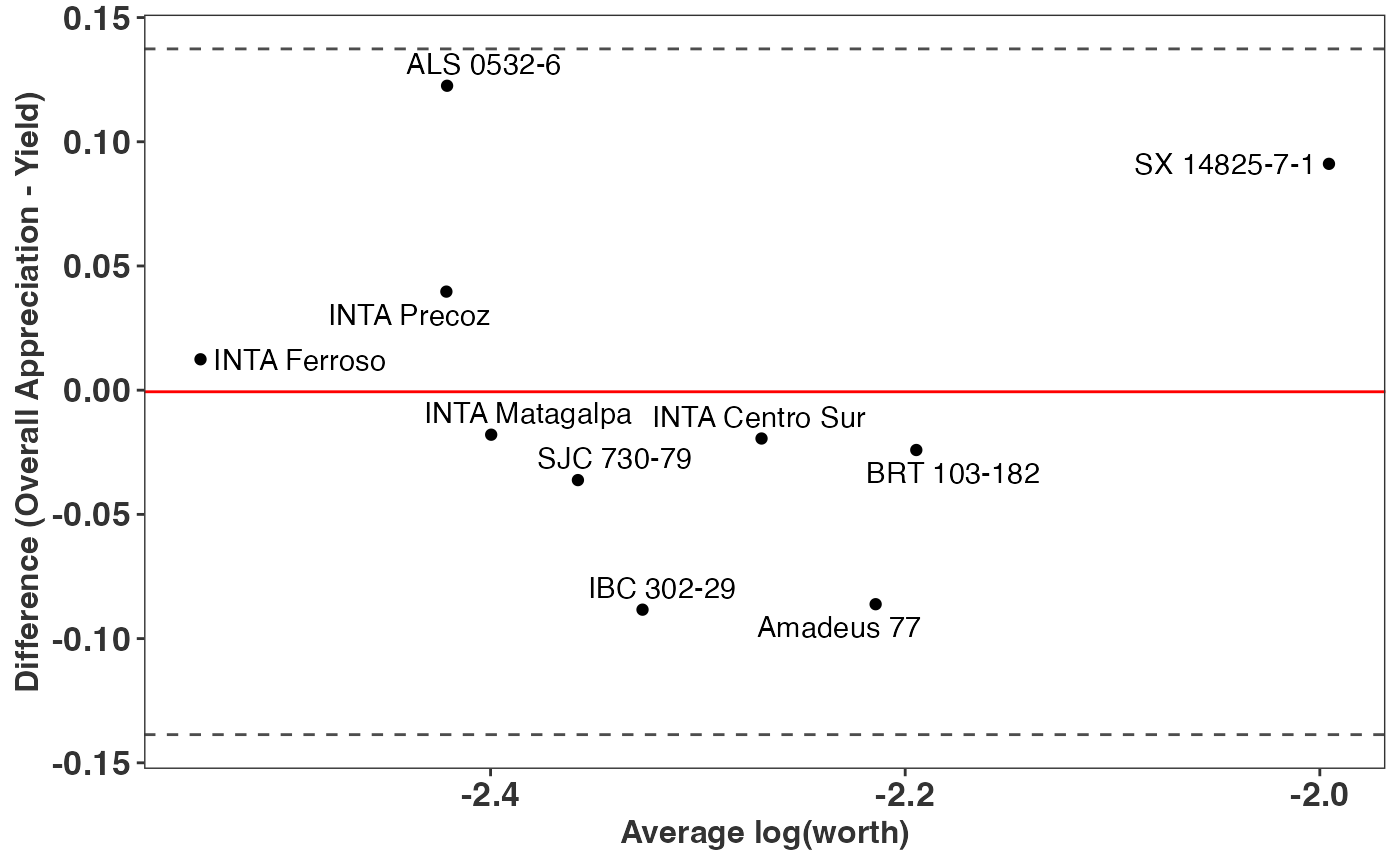 0.15
ALS 0532-6
0.10
SX 14825-7-1
0.05
INTA Precoz
INTA Ferroso
0.00
INTA Matagalpa
INTA Centro Sur
SJC 730-79
BRT 103-182
-0.05
IBC 302-29
Amadeus 77
-0.10
-0.15
Difference (Overall Appreciation - Yield)
-2.4
-2.2
-2.0
Average log(worth)